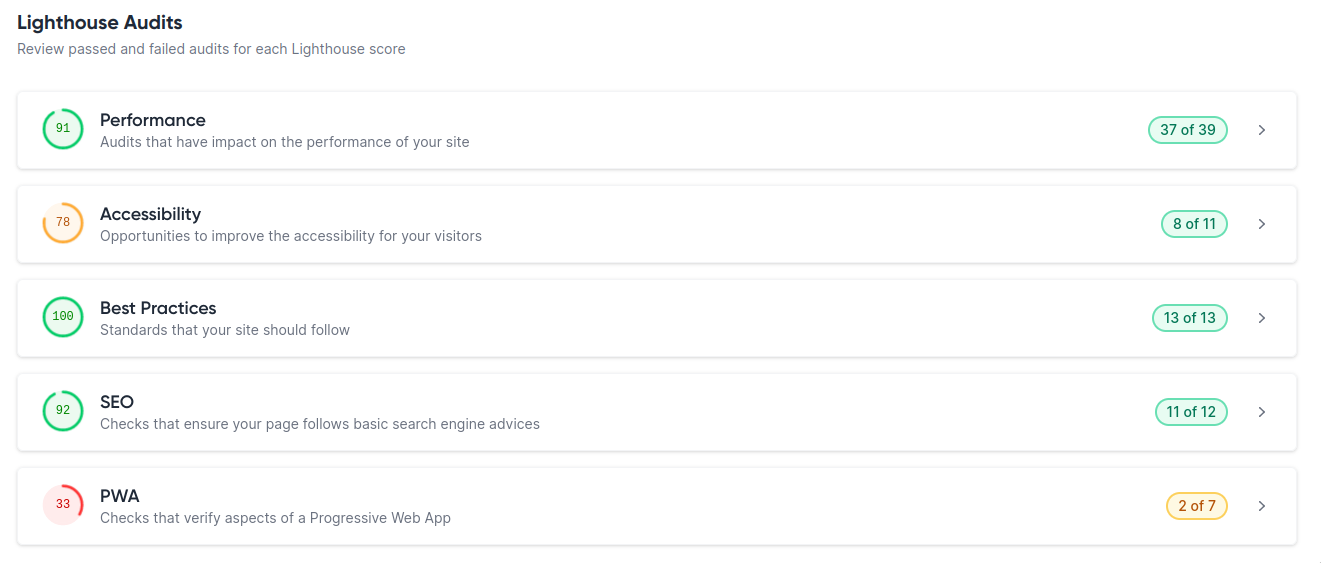 Lighthouse Audits
Review passed and failed audits for each Lighthouse score
91
Performance
Audits that have impact on the performance of your site
37 of 39
78
Accessibility
Opportunities to improve the accessibility for your visitors
8 of 11
100
Best Practices
Standards that your site should follow
13 of 13
92
SEO
Checks that ensure your page follows basic search engine advices
11 of 12
33
PWA
Checks that verify aspects of a Progressive Web App
2 of 7